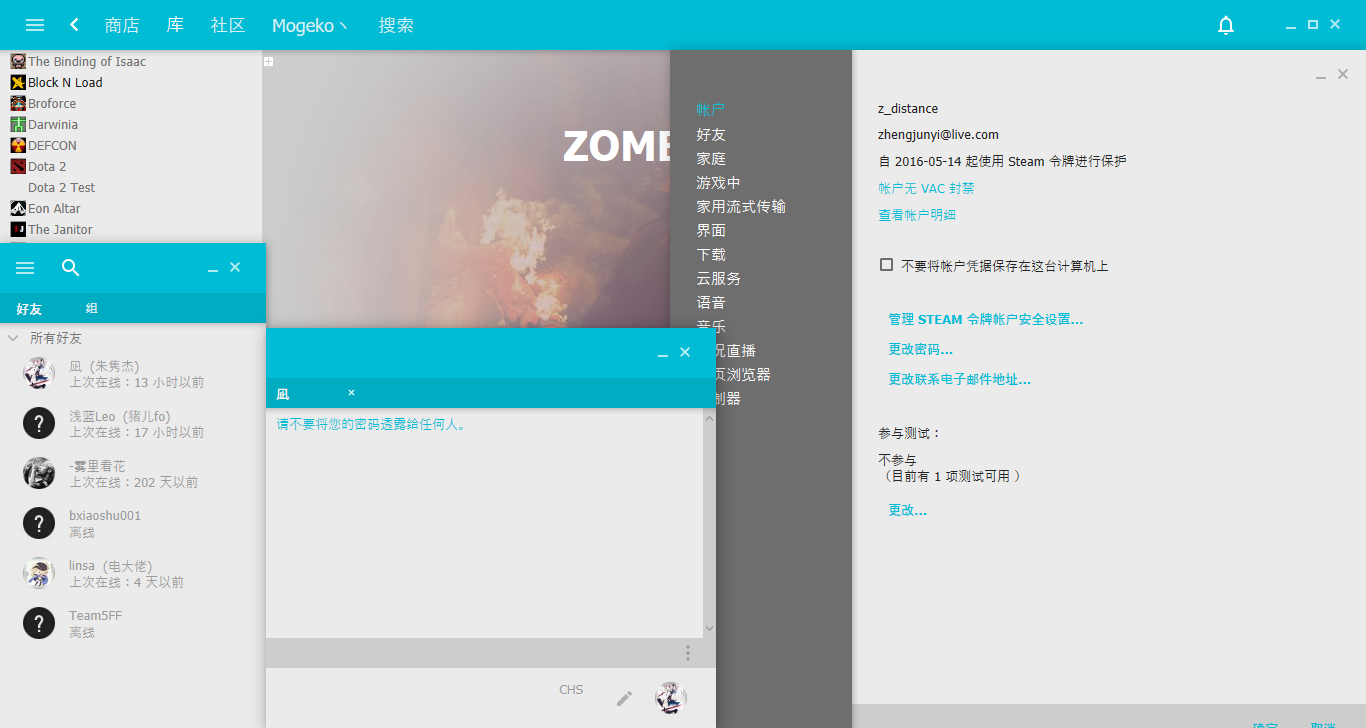 商店 库 社区 Mogeko 搜索
The Binding of Isaac
Block N Load
Broforce
Darwinia
DEFCON
Dota 2
Dota 2 Test
Eon Altar
The Janitor
好友 组
所有好友
凪（朱隽杰)
上次在线：13 小时以前
浅蓝Leo（猪儿fo)
上次在线：17 小时以前
-雾里看花
上次在线：202 天以前
bxiaoshu001
离线
linsa（电大佬)
上次在线：4 天以前
Team5FF
离线
ZOME
凪 ×
请不要将您的密码透露给任何人。
CHS
帐户
好友
家庭
游戏中
家用流式传输
界面
下载
云服务
语音
音乐
况直播
页浏览器
制器
z_distance
zhengjunyi@live.com
自 2016-05-14 起使用 Steam 令牌进行保护
帐户无 VAC 封禁
查看帐户明细
不要将帐户凭据保存在这台计算机上
管理 STEAM 令牌帐户安全设置...
更改密码...
更改联系电子邮件地址...
参与测试：
不参与
（目前有 1 项测试可用 ）
更改...
确定 取消